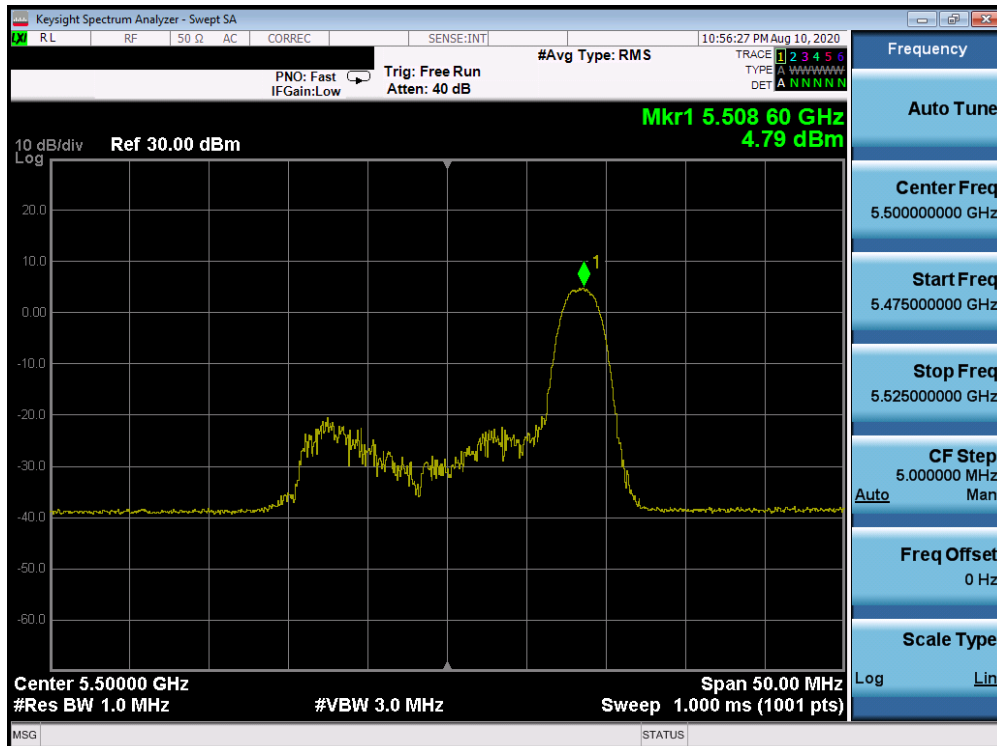 Keysight Spectrum Analyzer - Swept SA
LXI RL RF 50 Ω AC CORREC SENSE:INT 10:56:27 PM Aug 10, 2020
#Avg Type: RMS
TRACE 1 2 3 4 5 6
TYPE A WWWWW
DET A N N N N N
PNO: Fast
IFGain:Low
Trig: Free Run
Atten: 40 dB
Mkr1 5.508 60 GHz
4.79 dBm
10 dB/div Ref 30.00 dBm
Log
1
20.0
10.0
0.00
-10.0
-20.0
-30.0
-40.0
-50.0
-60.0
Center 5.50000 GHz Span 50.00 MHz
#Res BW 1.0 MHz #VBW 3.0 MHz Sweep 1.000 ms (1001 pts)
MSG STATUS
Frequency
Auto Tune
Center Freq
5.500000000 GHz
Start Freq
5.475000000 GHz
Stop Freq
5.525000000 GHz
CF Step
5.000000 MHz
Auto Man
Freq Offset
0 Hz
Scale Type
Log Lin